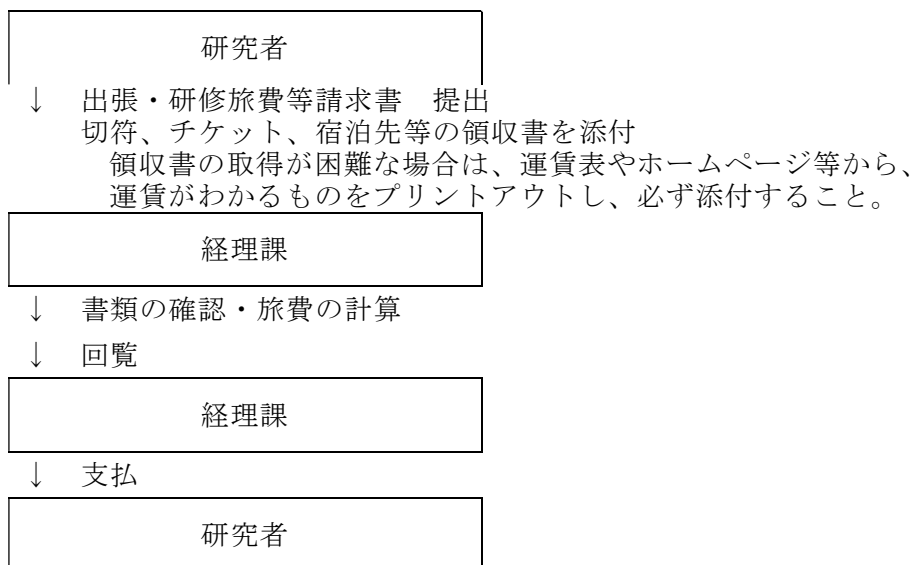 研究者
↓　出張・研修旅費等請求書　提出
切符、チケット、宿泊先等の領収書を添付
領収書の取得が困難な場合は、運賃表やホームページ等から、
運賃がわかるものをプリントアウトし、必ず添付すること。
経理課
↓　書類の確認・旅費の計算
↓　回覧
経理課
↓　支払
研究者